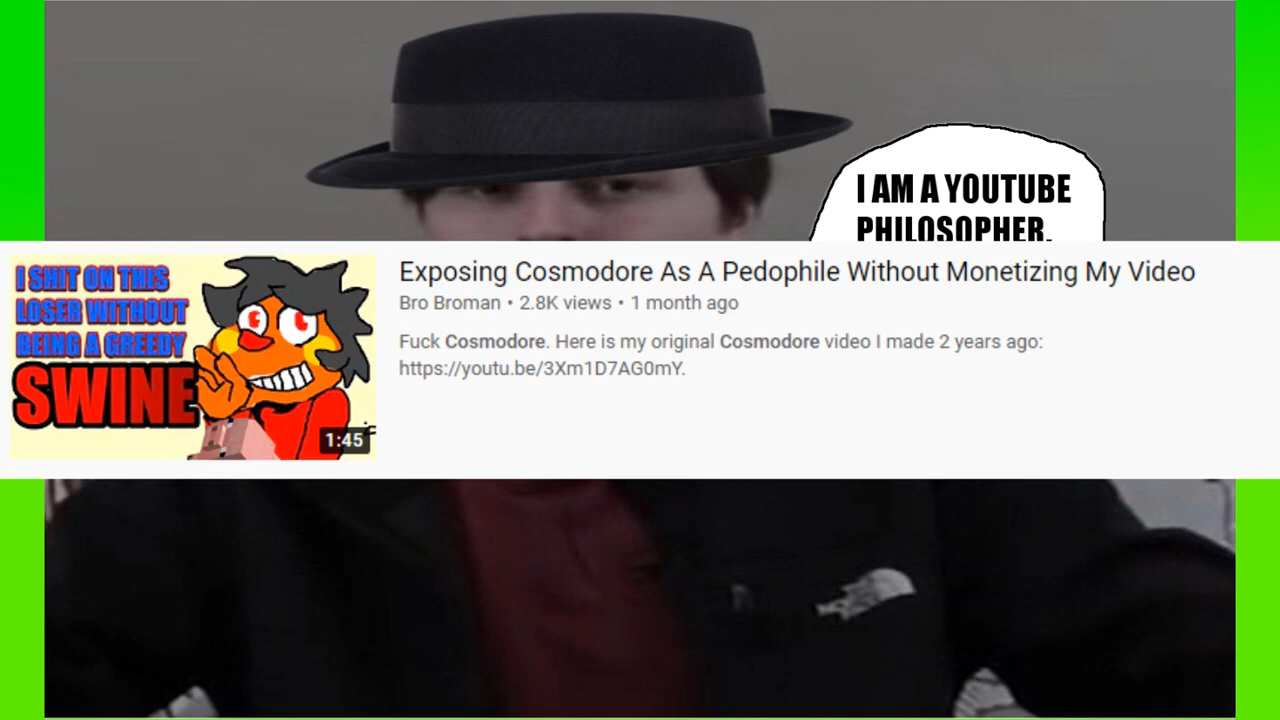 I AM A YOUTUBE
PHILOSOPHER.
I SHIT ON THIS
LOSER WITHOUT
BEING A GREEDY
SWINE
1:45
Exposing Cosmodore As A Pedophile Without Monetizing My Video
Bro Broman • 2.8K views • 1 month ago
Fuck Cosmodore. Here is my original Cosmodore video I made 2 years ago:
https://youtu.be/3Xm1D7AG0mY.